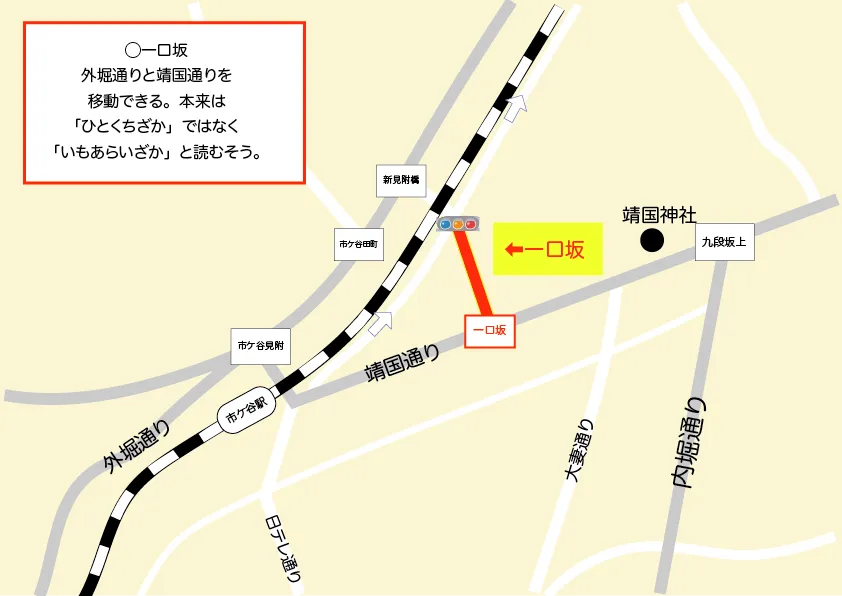 ◯一口坂
外堀通りと靖国通りを
移動できる。本来は
「ひとくちざか」ではなく
「いもあらいざか」と読むそう。
新見附橋
靖国神社
市ケ谷田町
←一口坂
九段坂上
一口坂
市ケ谷見附
靖国通り
市ケ谷駅
外堀通り
大妻通り
内堀通り
日テレ通り